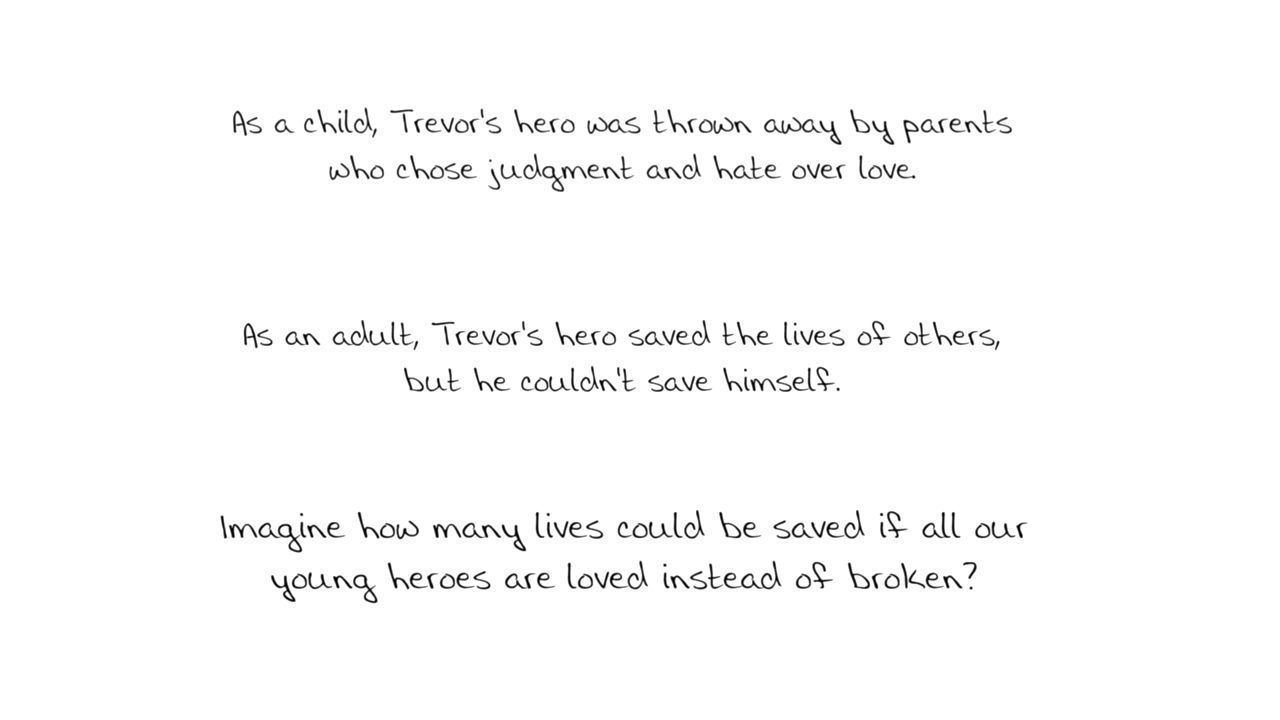 As a child, Trevor's hero was thrown away by parents
who chose judgment and hate over love.
As an adult, Trevor's hero saved the lives of others,
but he couldn't save himself.
Imagine how many lives could be saved if all our
young heroes are loved instead of broken?